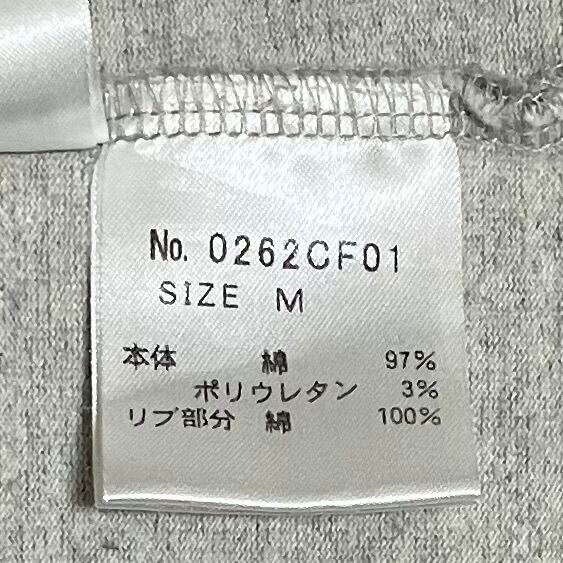 No. 0262CF01
SIZE M
本体 綿 97%
ポリウレタン 3%
リブ部分 綿 100%